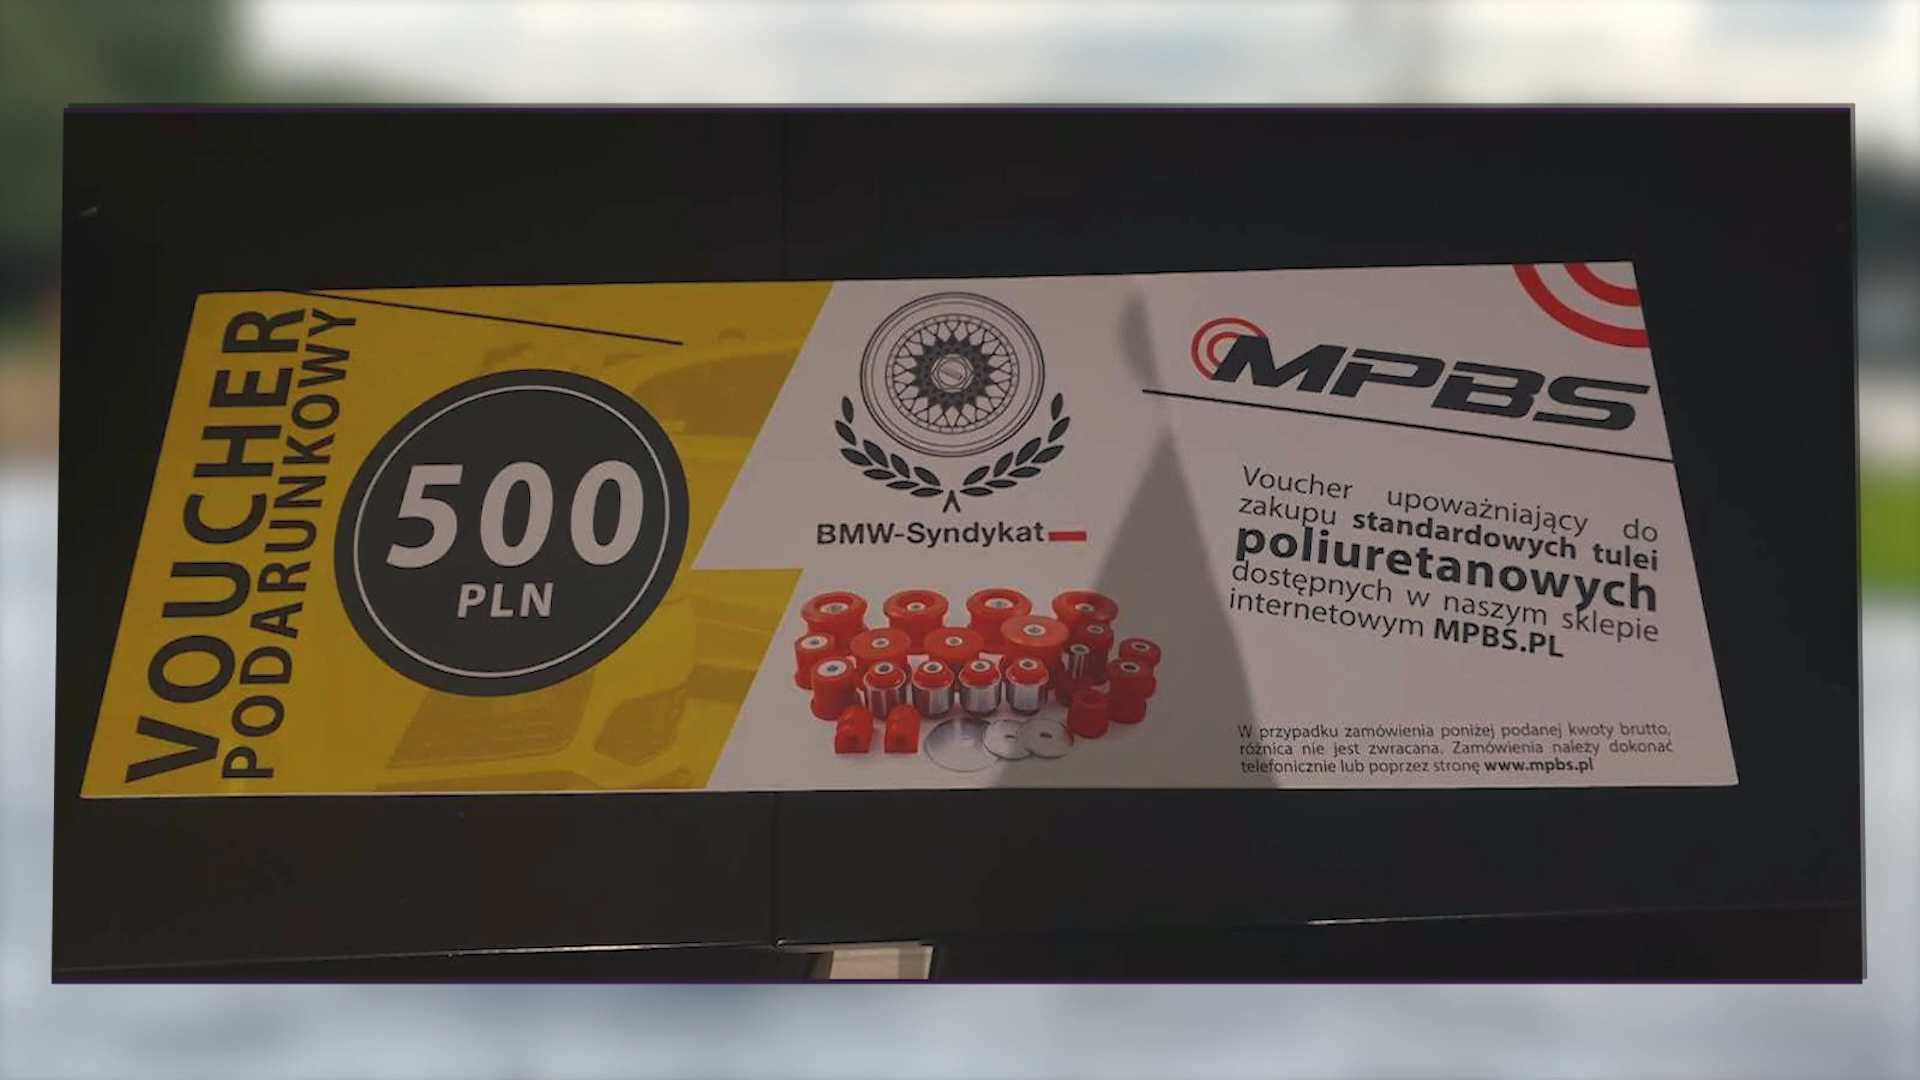 VOUCHER
PODARUNKOWY
500
PLN
BMW-Syndykat
MPBS
Voucher upoważniający do
zakupu standardowych tulei
poliuretanowych
dostępnych w naszym sklepie
internetowym MPBS.PL
W przypadku zamówienia poniżej podanej kwoty brutto,
różnica nie jest zwracana. Zamówienia należy dokonać
telefonicznie lub poprzez stronę www.mpbs.pl